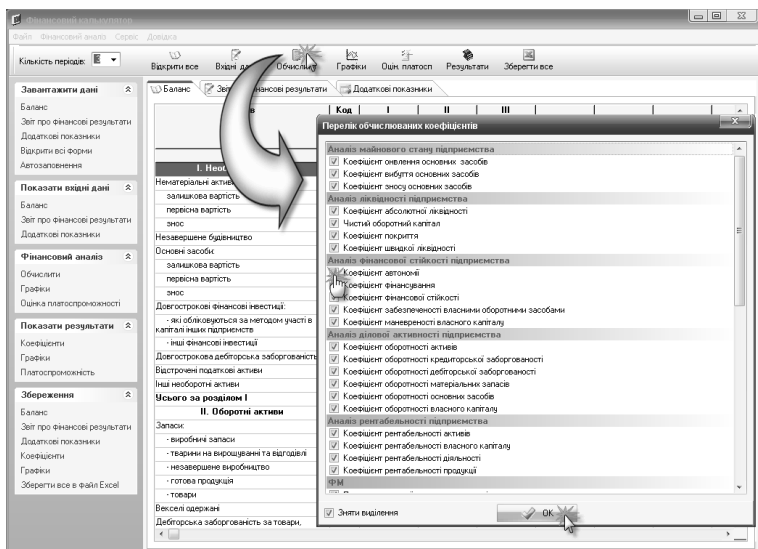 Фінансовий калькулятор
Файл Фінансовий аналіз Сервіс Довідка
Кількість періодів:
Відкрити все
Вхідні
Обчислити
Графіки
Оцін. платосп
Результати
Зберегти все
Завантажити дані
Баланс
Звіт про фінансові результати
Додаткові показники
Відкрити всі форми
Автозаповнення
Показати вхідні дані
Баланс
Звіт про фінансові результати
Додаткові показники
Фінансовий аналіз
Обчислити
Графіки
Оцінка платоспроможності
Показати результати
Коефіцієнти
Графіки
Платоспроможність
Збереження
Баланс
Звіт про фінансові результати
Додаткові показники
Коефіцієнти
Графіки
Зберегти все в файл Excel
Баланс
нансові результати
Додаткові показники
Код I II III
I. Необ
Нематеріальні актив
залишкова вартість
первісна вартість
знос
Незавершене будівництво
Основні засоби:
залишкова вартість
первісна вартість
знос
Довгострокові фінансові інвестиції:
- які обліковуються за методом участі в
капіталі інших підприємств
- інші фінансові інвестиції
Довгострокова дебіторська заборгованість
Відстрочені податкові активи
Інші необоротні активи
Усього за розділом I
II. Оборотні активи
Запаси:
- виробничі запаси
- тварини на вирощуванні та відгодівлі
- незавершене виробництво
- готова продукція
- товари
Векселі одержані
Дебіторська заборгованість за товари,
Перелік обчислюваних коефіцієнтів
Аналіз майнового стану підприємства
Коефіцієнт онвлення основних засобів
Коефіцієнт вибуття основних засобів
Коефіцієнт зносу основних засобів
Аналіз ліквідності підприємства
Коефіцієнт абсолютної ліквідності
Чистий оборотний капітал
Коефіцієнт покриття
Коефіцієнт швидкої ліквідності
Аналіз фінансової стійкості підприємства
Коефіцієнт автономії
Коефіцієнт фінансування
Коефіцієнт фінансової стійкості
Коефіцієнт забезпеченості власними оборотними засобами
Коефіцієнт маневреності власного капіталу
Аналіз ділової активності підприємства
Коефіцієнт оборотності активів
Коефіцієнт оборотності кредиторської заборгованості
Коефіцієнт оборотності дебіторської заборгованості
Коефіцієнт оборотності матеріальних запасів
Коефіцієнт оборотності основних засобів
Коефіцієнт оборотності власного капіталу
Аналіз рентабельності підприємства
Коефіцієнт рентабельності активів
Коефіцієнт рентабельності власного капіталу
Коефіцієнт рентабельності діяльності
Коефіцієнт рентабельності продукції
ФМ
Зняти виділення
OK